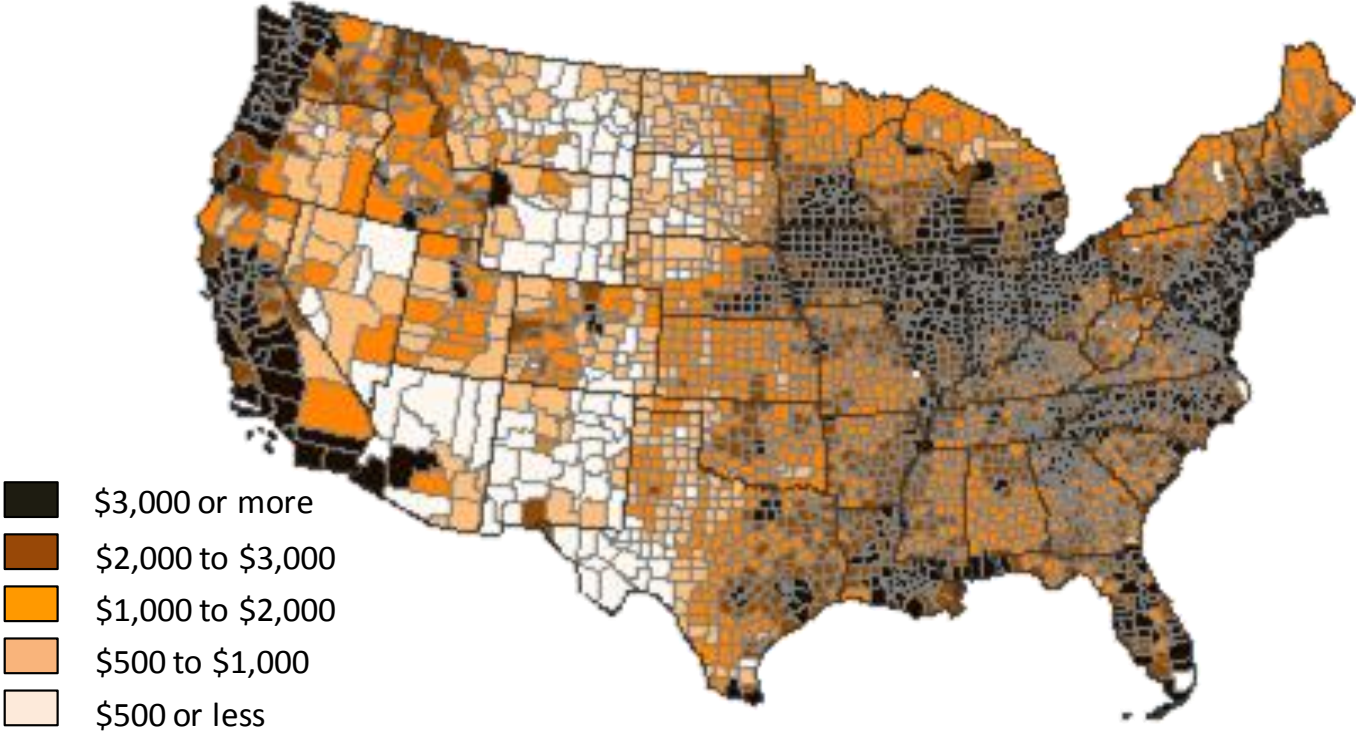 $3,000 or more
$2,000 to $3,000
$1,000 to $2,000
$500 to $1,000
$500 or less